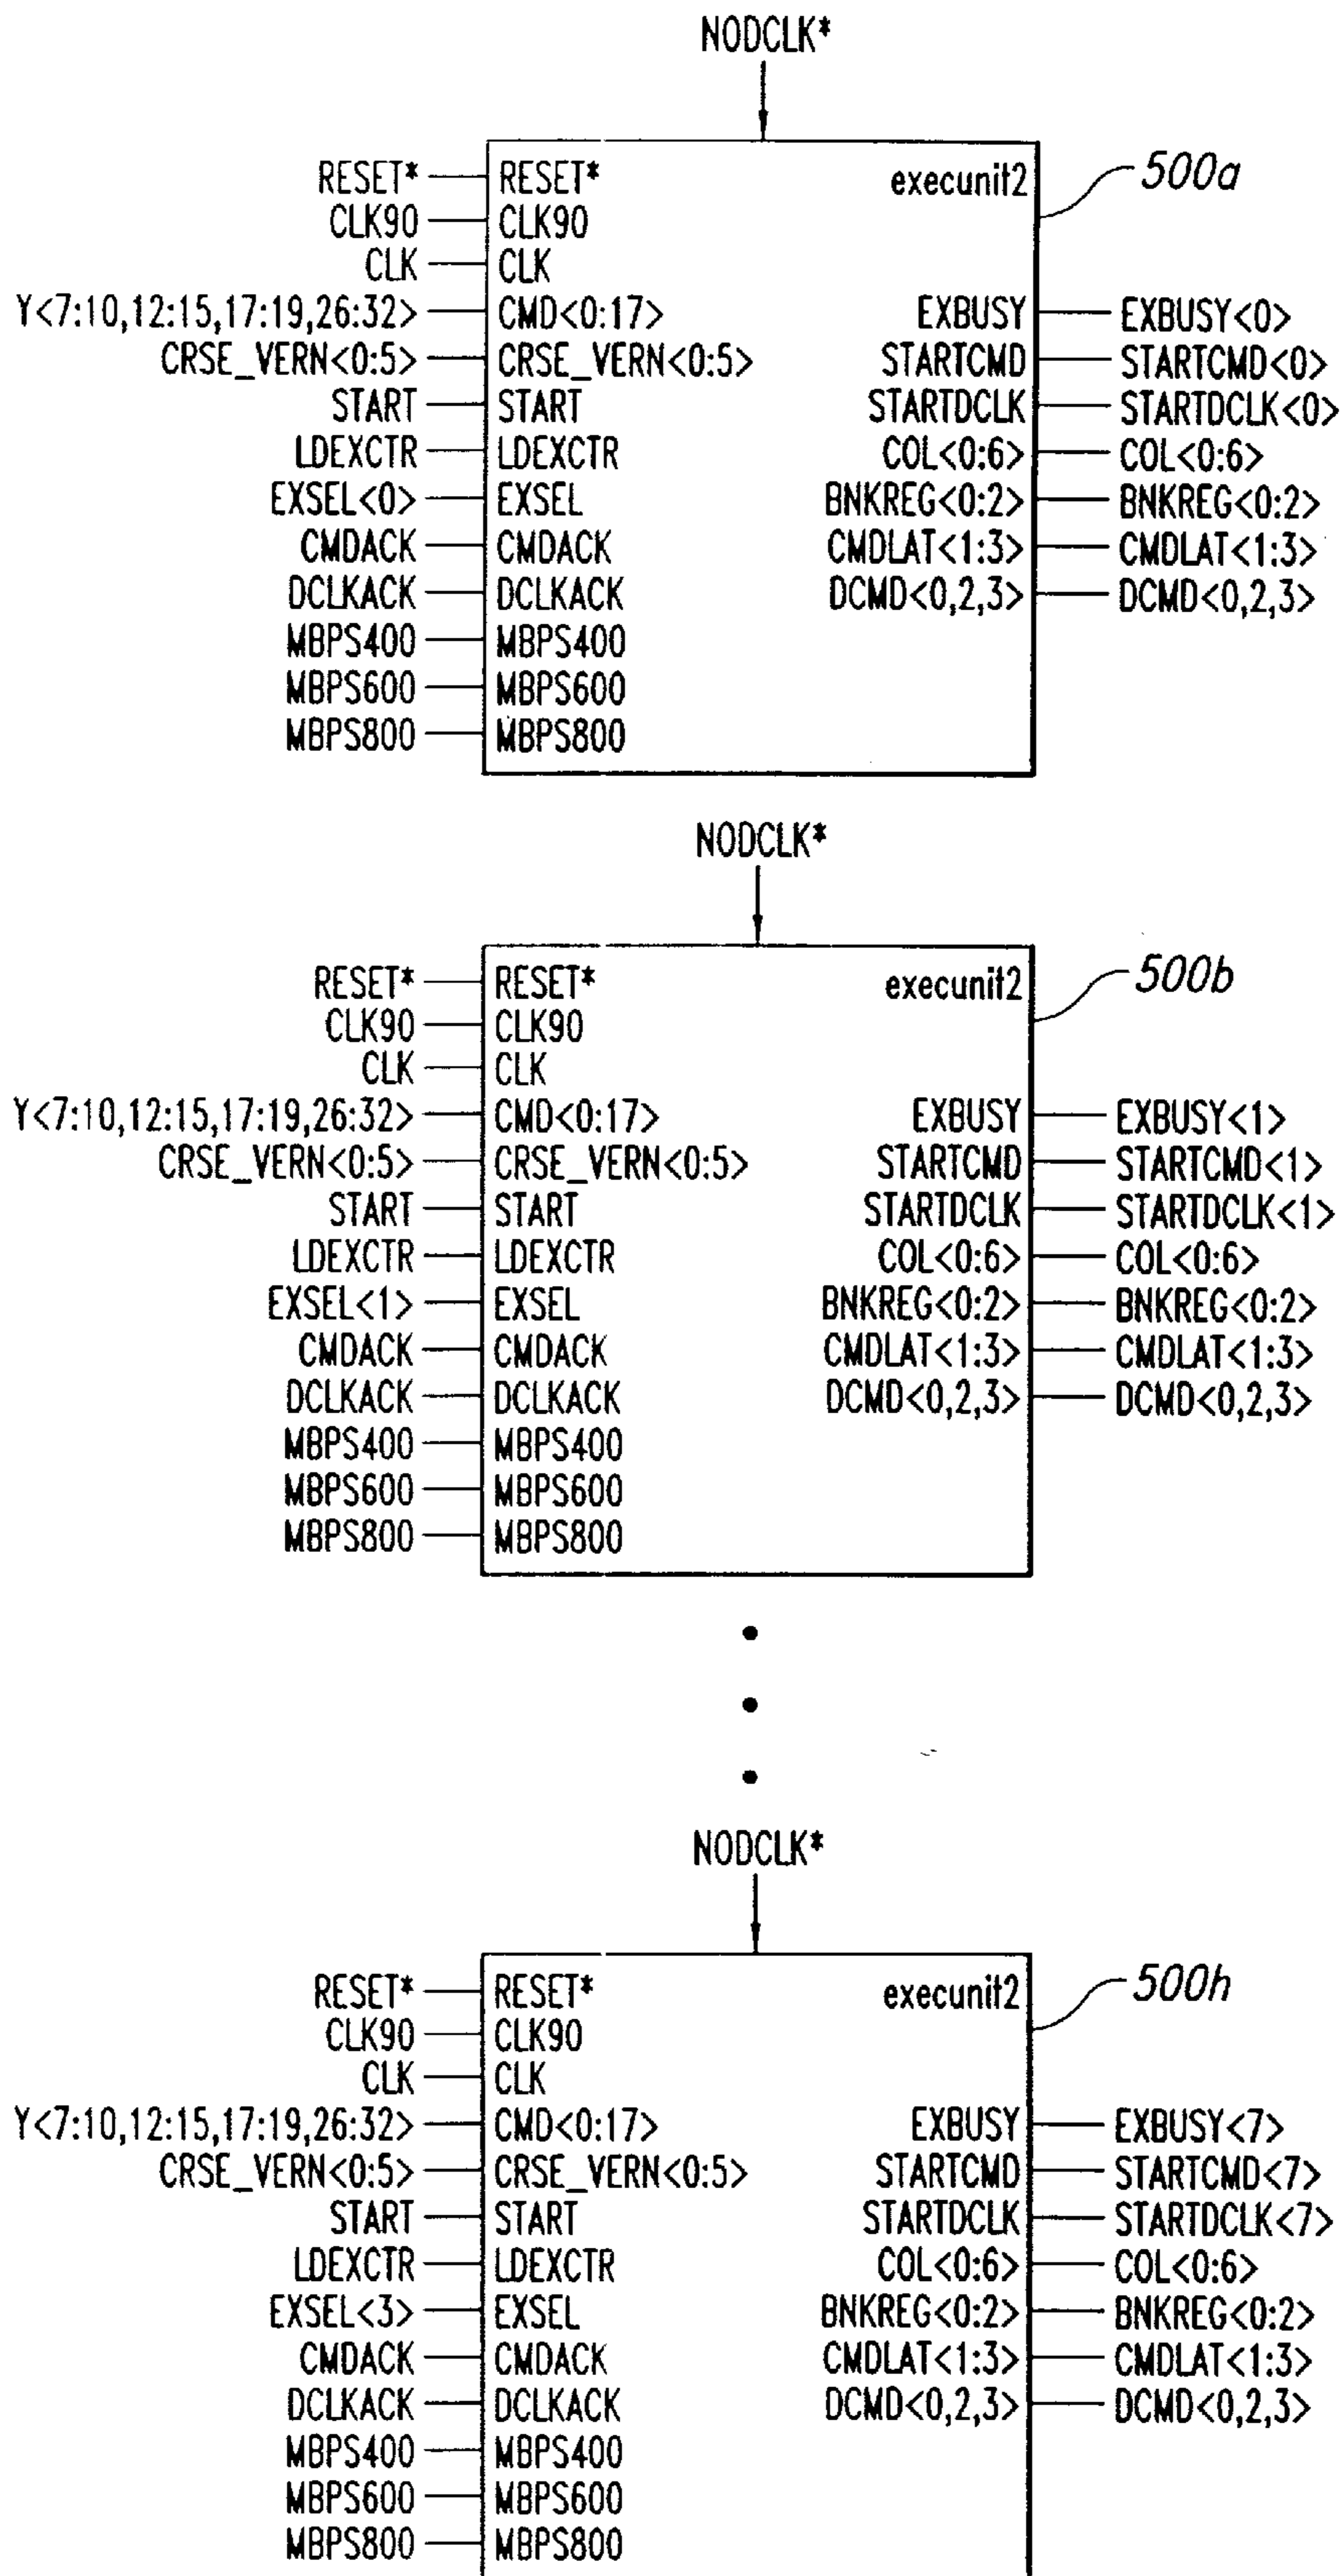 NODCLK*
RESET* RESET* execunit2 500a
CLK90 CLK90
CLK CLK
Y<7:10,12:15,17:19,26:32> CMD<0:17> EXBUSY EXBUSY<0>
CRSE_VERN<0:5> CRSE_VERN<0:5> STARTCMD STARTCMD<0>
START START STARTDCLK STARTDCLK<0>
LDEXCTR LDEXCTR COL<0:6> COL<0:6>
EXSEL<0> EXSEL BNKREG<0:2> BNKREG<0:2>
CMDACK CMDACK CMDLAT<1:3> CMDLAT<1:3>
DCLKACK DCLKACK DCMD<0,2,3> DCMD<0,2,3>
MBPS400 MBPS400
MBPS600 MBPS600
MBPS800 MBPS800
NODCLK*
RESET* RESET* execunit2 500b
CLK90 CLK90
CLK CLK
Y<7:10,12:15,17:19,26:32> CMD<0:17> EXBUSY EXBUSY<1>
CRSE_VERN<0:5> CRSE_VERN<0:5> STARTCMD STARTCMD<1>
START START STARTDCLK STARTDCLK<1>
LDEXCTR LDEXCTR COL<0:6> COL<0:6>
EXSEL<1> EXSEL BNKREG<0:2> BNKREG<0:2>
CMDACK CMDACK CMDLAT<1:3> CMDLAT<1:3>
DCLKACK DCLKACK DCMD<0,2,3> DCMD<0,2,3>
MBPS400 MBPS400
MBPS600 MBPS600
MBPS800 MBPS800
NODCLK*
RESET* RESET* execunit2 500h
CLK90 CLK90
CLK CLK
Y<7:10,12:15,17:19,26:32> CMD<0:17> EXBUSY EXBUSY<7>
CRSE_VERN<0:5> CRSE_VERN<0:5> STARTCMD STARTCMD<7>
START START STARTDCLK STARTDCLK<7>
LDEXCTR LDEXCTR COL<0:6> COL<0:6>
EXSEL<3> EXSEL BNKREG<0:2> BNKREG<0:2>
CMDACK CMDACK CMDLAT<1:3> CMDLAT<1:3>
DCLKACK DCLKACK DCMD<0,2,3> DCMD<0,2,3>
MBPS400 MBPS400
MBPS600 MBPS600
MBPS800 MBPS800